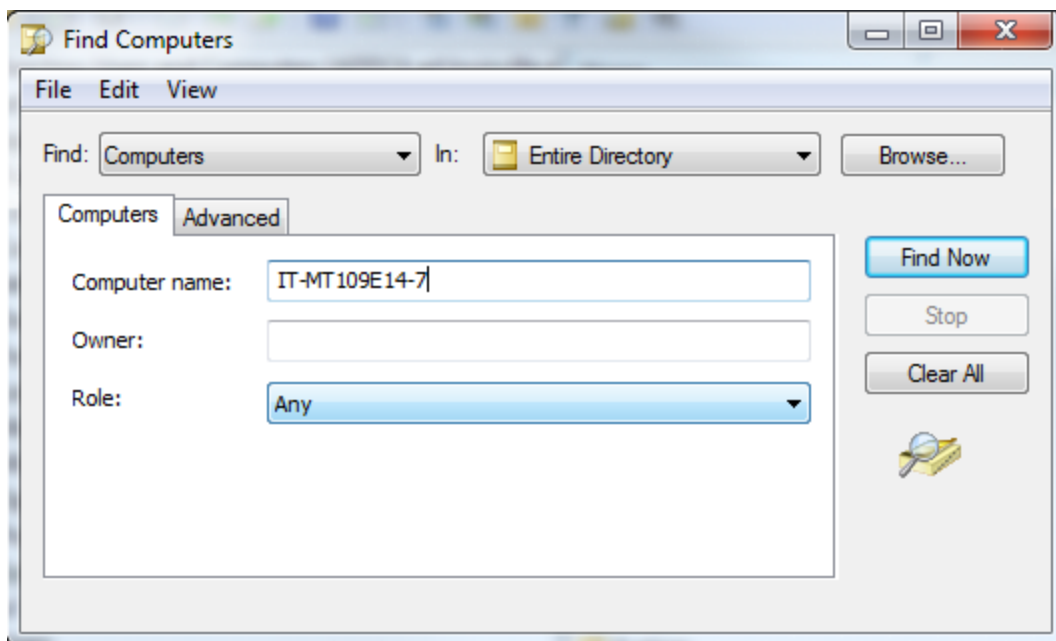 Find Computers
File Edit View
Find: Computers In: Entire Directory Browse...
Computers Advanced
Computer name: IT-MT109E14-7
Owner:
Role: Any
Find Now
Stop
Clear All